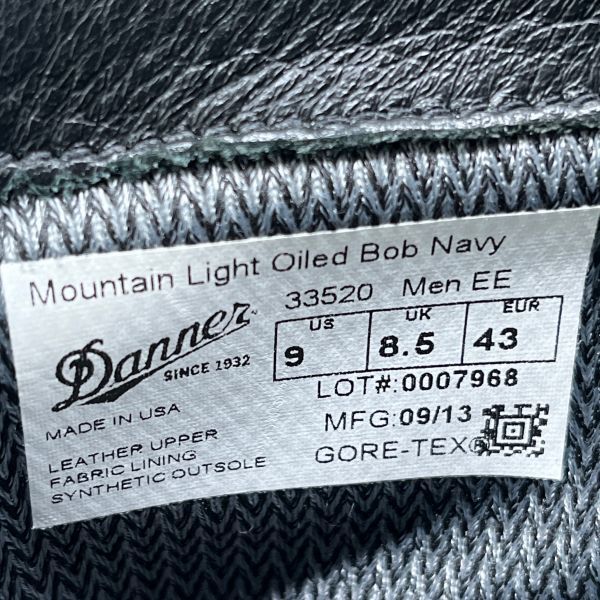 Mountain Light Oiled Bob Navy
33520 Men EE
Danner
SINCE 1932
US UK EUR
9 8.5 43
LOT#:0007968
MADE IN USA
MFG:09/13
LEATHER UPPER
FABRIC LINING
SYNTHETIC OUTSOLE
GORE-TEX®